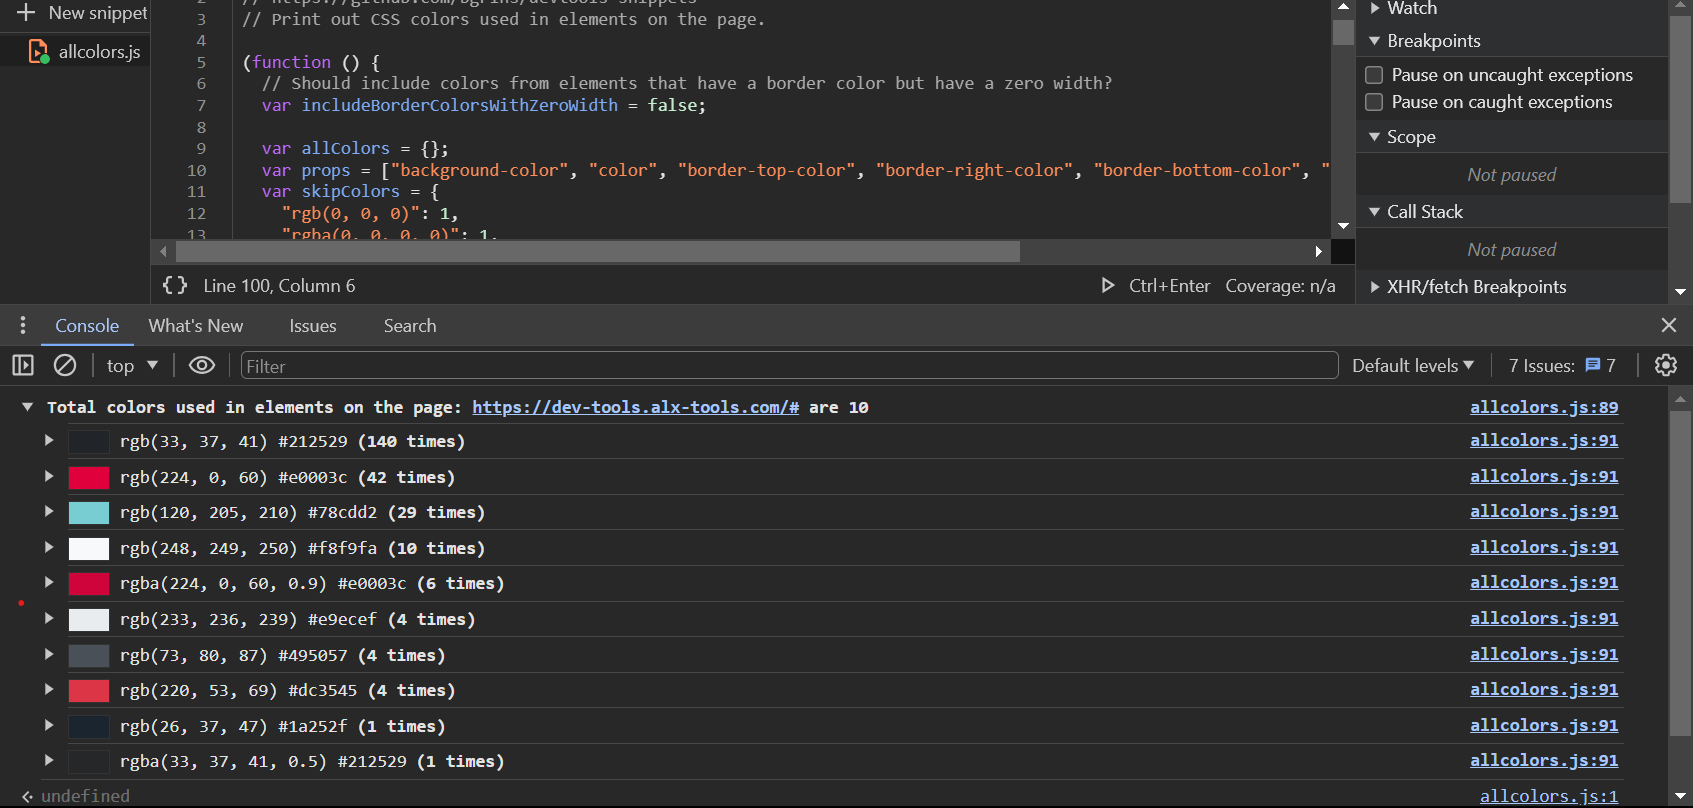 New snippet
allcolors.js
2 // https://github.com/bgrins/devtools-snippets
3 // Print out CSS colors used in elements on the page.
4
5 (function () {
6 // Should include colors from elements that have a border color but have a zero width?
7 var includeBorderColorsWithZeroWidth = false;
8
9 var allColors = {};
10 var props = ["background-color", "color", "border-top-color", "border-right-color", "border-bottom-color", "
11 var skipColors = {
12 "rgb(0, 0, 0)": 1,
13 "rgba(0, 0, 0, 0)": 1,
{} Line 100, Column 6 Ctrl+Enter Coverage: n/a
Watch
Breakpoints
Pause on uncaught exceptions
Pause on caught exceptions
Scope
Not paused
Call Stack
Not paused
XHR/fetch Breakpoints
Console What's New Issues Search
top Filter Default levels 7 Issues: 7
Total colors used in elements on the page: https://dev-tools.alx-tools.com/# are 10 allcolors.js:89
rgb(33, 37, 41) #212529 (140 times) allcolors.js:91
rgb(224, 0, 60) #e0003c (42 times) allcolors.js:91
rgb(120, 205, 210) #78cdd2 (29 times) allcolors.js:91
rgb(248, 249, 250) #f8f9fa (10 times) allcolors.js:91
rgba(224, 0, 60, 0.9) #e0003c (6 times) allcolors.js:91
rgb(233, 236, 239) #e9ecef (4 times) allcolors.js:91
rgb(73, 80, 87) #495057 (4 times) allcolors.js:91
rgb(220, 53, 69) #dc3545 (4 times) allcolors.js:91
rgb(26, 37, 47) #1a252f (1 times) allcolors.js:91
rgba(33, 37, 41, 0.5) #212529 (1 times) allcolors.js:91
undefined allcolors.js:1